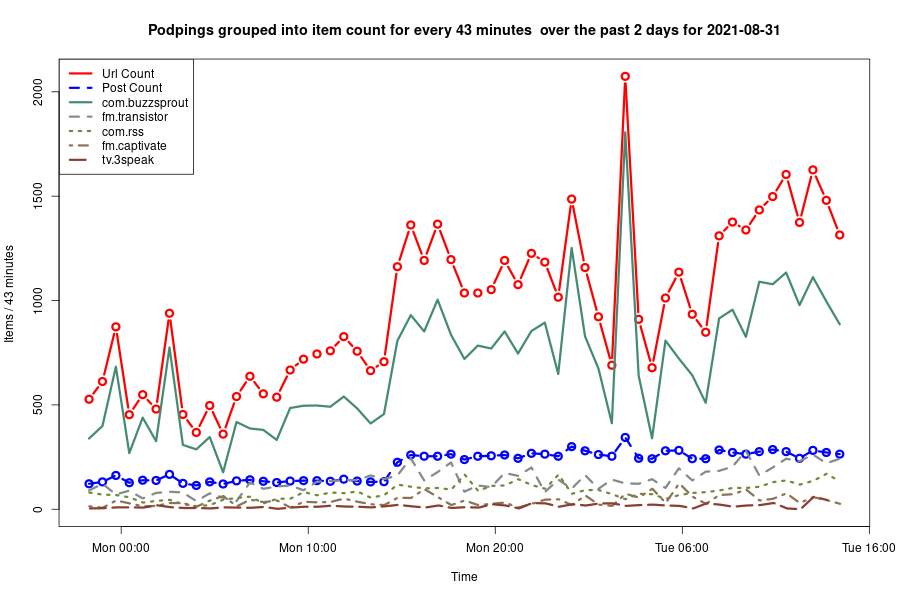 Podpings grouped into item count for every 43 minutes  over the past 2 days for 2021-08-31
Url Count
Post Count
com.buzzsprout
fm.transistor
com.rss
fm.captivate
tv.3speak
Items / 43 minutes
2000
1500
1000
500
0
Mon 00:00
Mon 10:00
Mon 20:00
Tue 06:00
Tue 16:00
Time